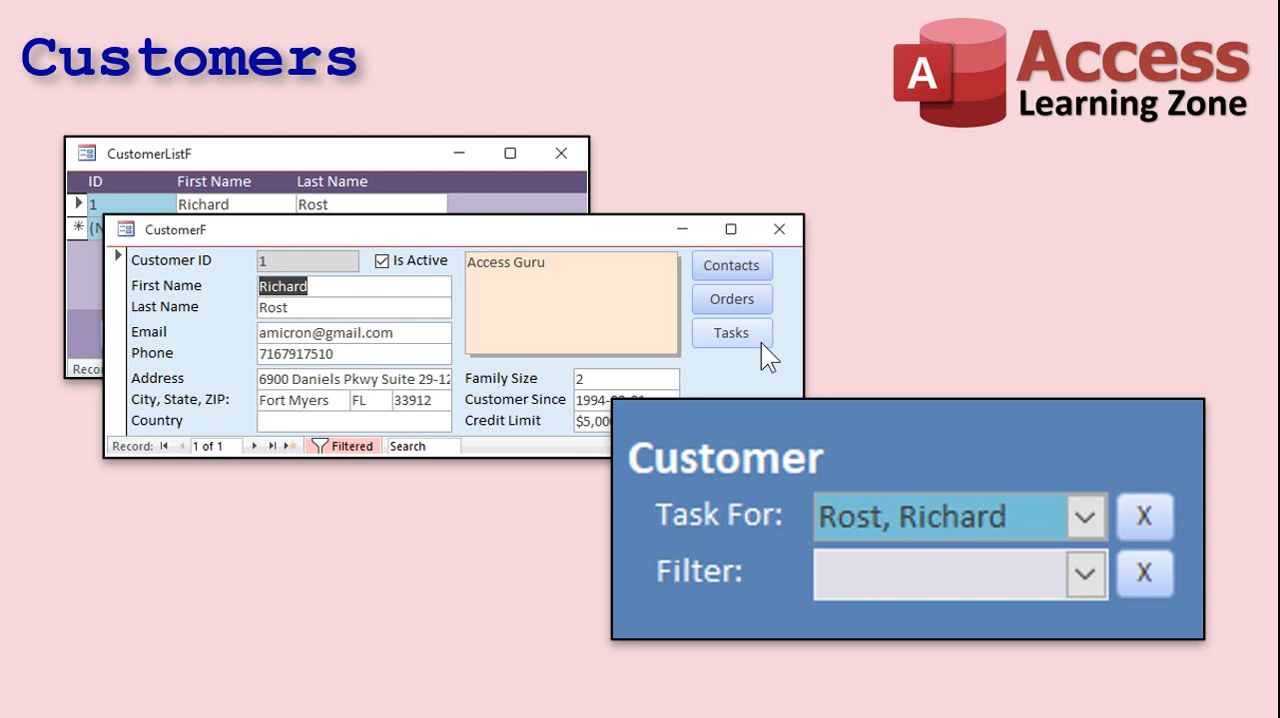 Customers
A
Access
Learning Zone
CustomerListF
ID First Name Last Name
1 Richard Rost
CustomerF
Customer ID 1 Is Active Access Guru Contacts
First Name Richard Orders
Last Name Rost Tasks
Email amicron@gmail.com
Phone 7167917510
Address 6900 Daniels Pkwy Suite 29-12 Family Size 2
City, State, ZIP: Fort Myers FL 33912 Customer Since
Country Credit Limit
Record: 1 of 1 Filtered Search
Customer
Task For: Rost, Richard X
Filter: X